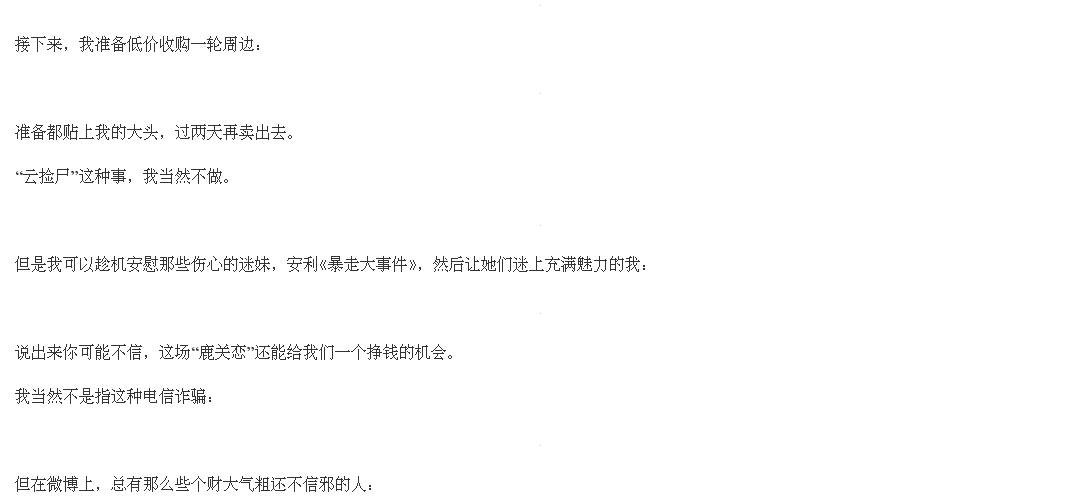 接下来，我准备低价收购一轮周边：
准备都贴上我的大头，过两天再卖出去。
“云捡尸”这种事，我当然不做。
但是我可以趁机安慰那些伤心的迷妹，安利《暴走大事件》，然后让她们迷上充满魅力的我：
说出来你可能不信，这场“鹿关恋”还能给我们一个挣钱的机会。
我当然不是指这种电信诈骗：
但在微博上，总有那么些个财大气粗还不信邪的人：